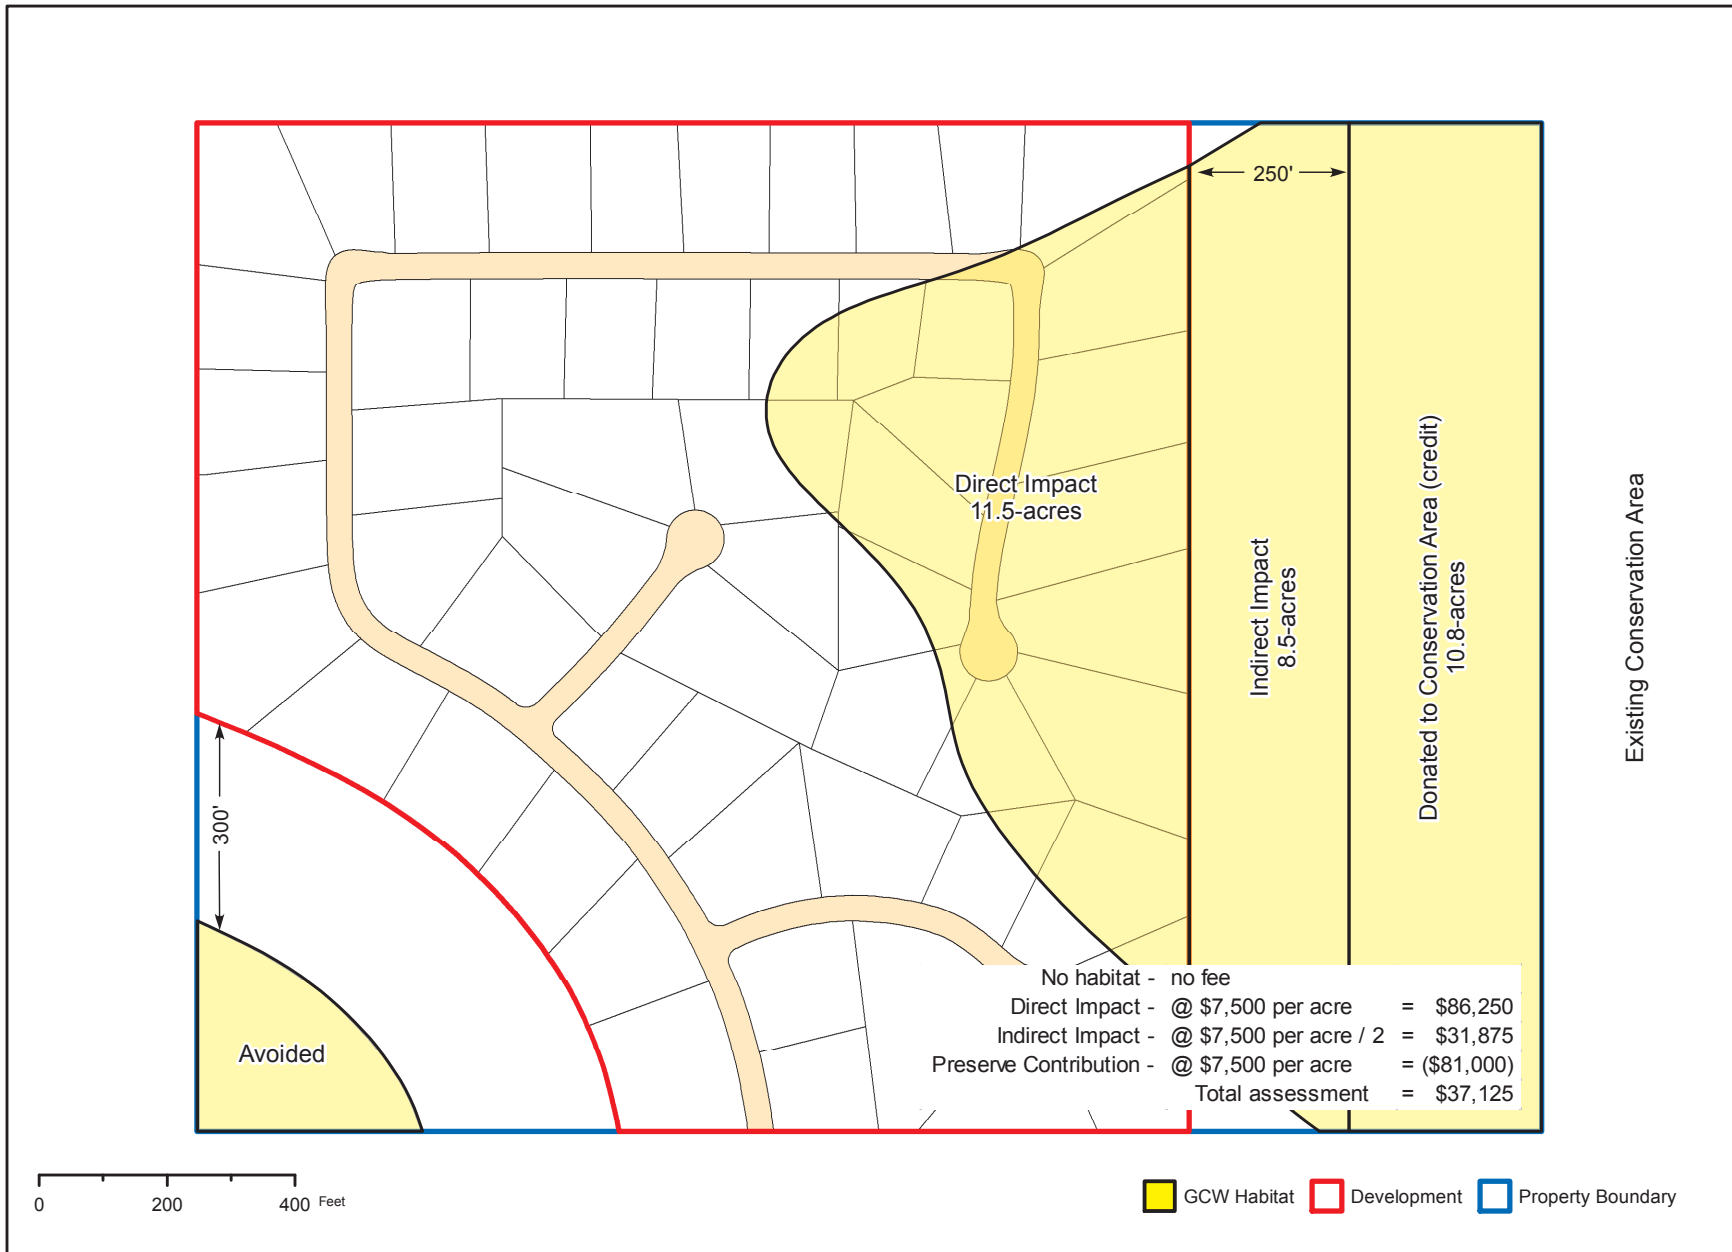 250'
Direct Impact
11.5-acres
Indirect Impact
8.5-acres
Donated to Conservation Area (credit)
10.8-acres
Existing Conservation Area
300'
Avoided
No habitat - no fee
Direct Impact - @ $7,500 per acre = $86,250
Indirect Impact - @ $7,500 per acre / 2 = $31,875
Preserve Contribution - @ $7,500 per acre = ($81,000)
Total assessment = $37,125
0 200 400 Feet
GCW Habitat Development Property Boundary